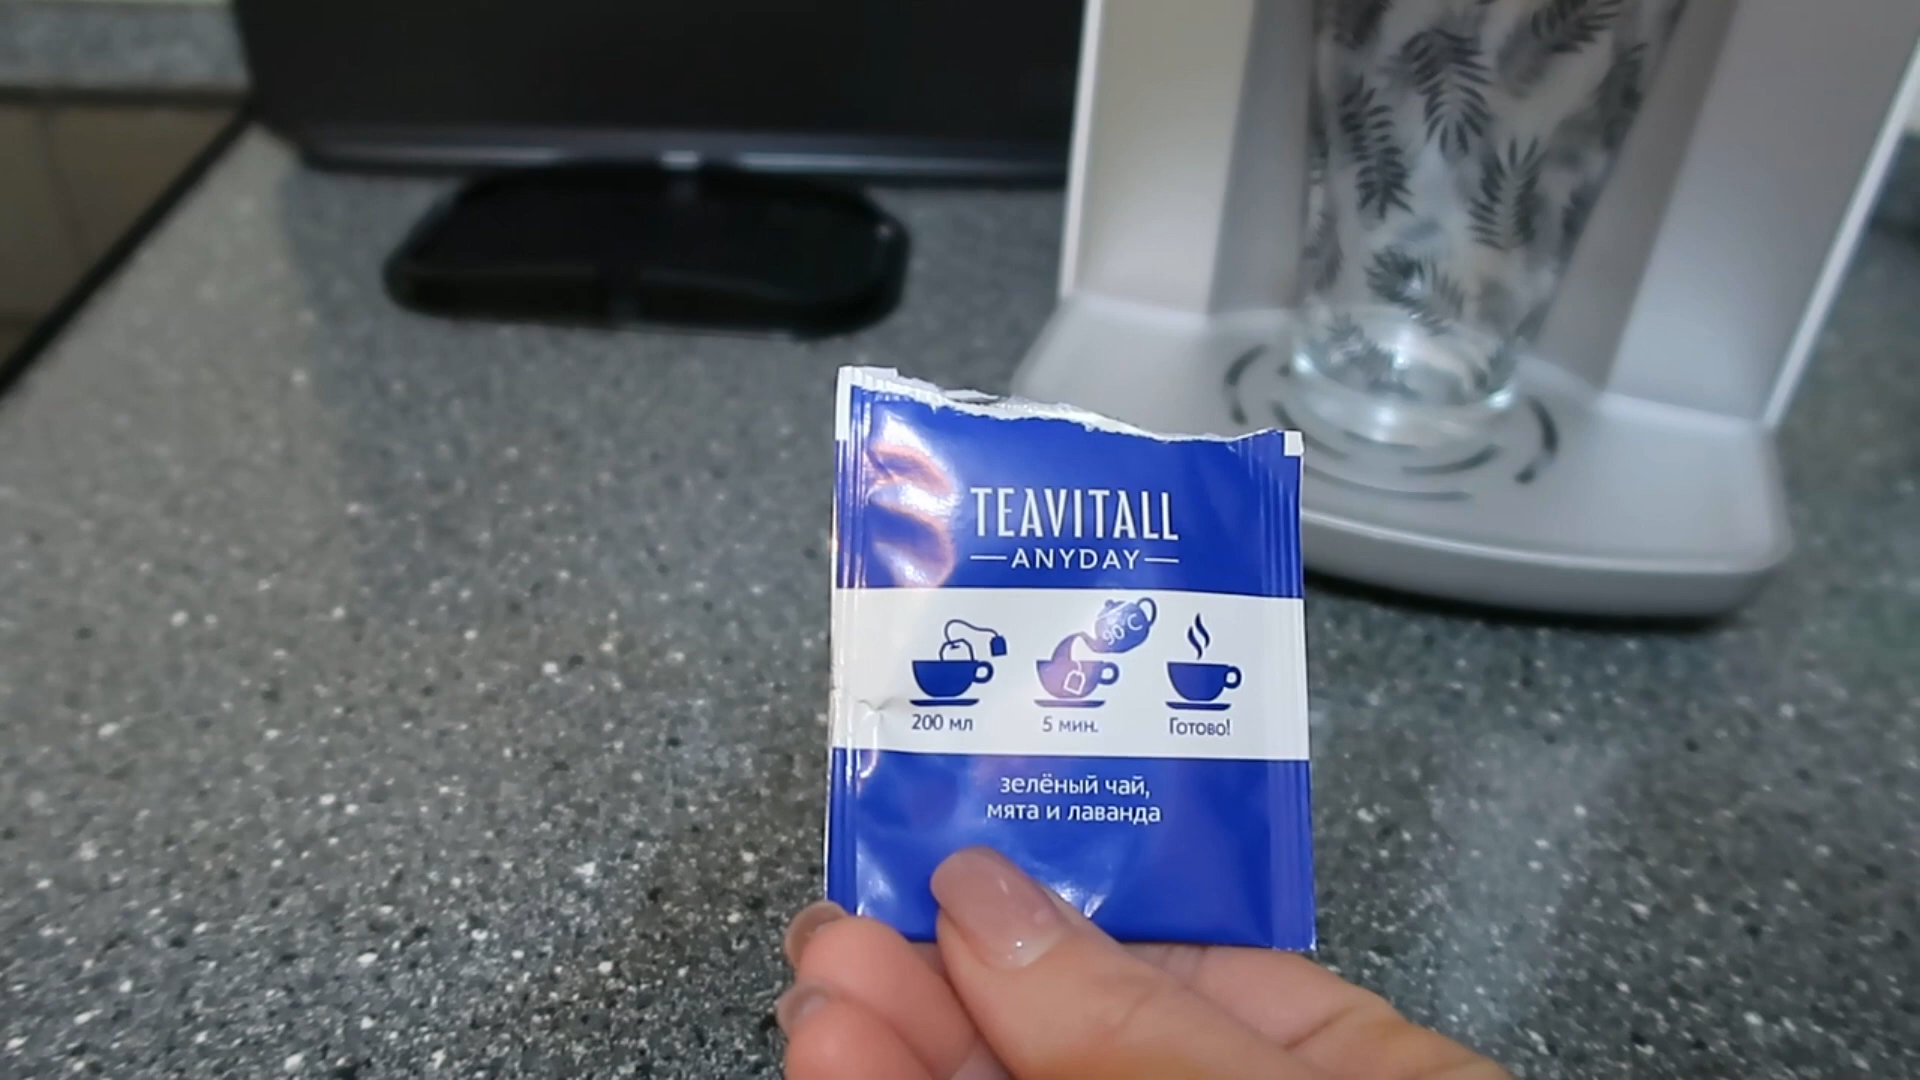 TEAVITALL
ANYDAY
90°C
200 мл
5 мин.
Готово!
зелёный чай,
мята и лаванда